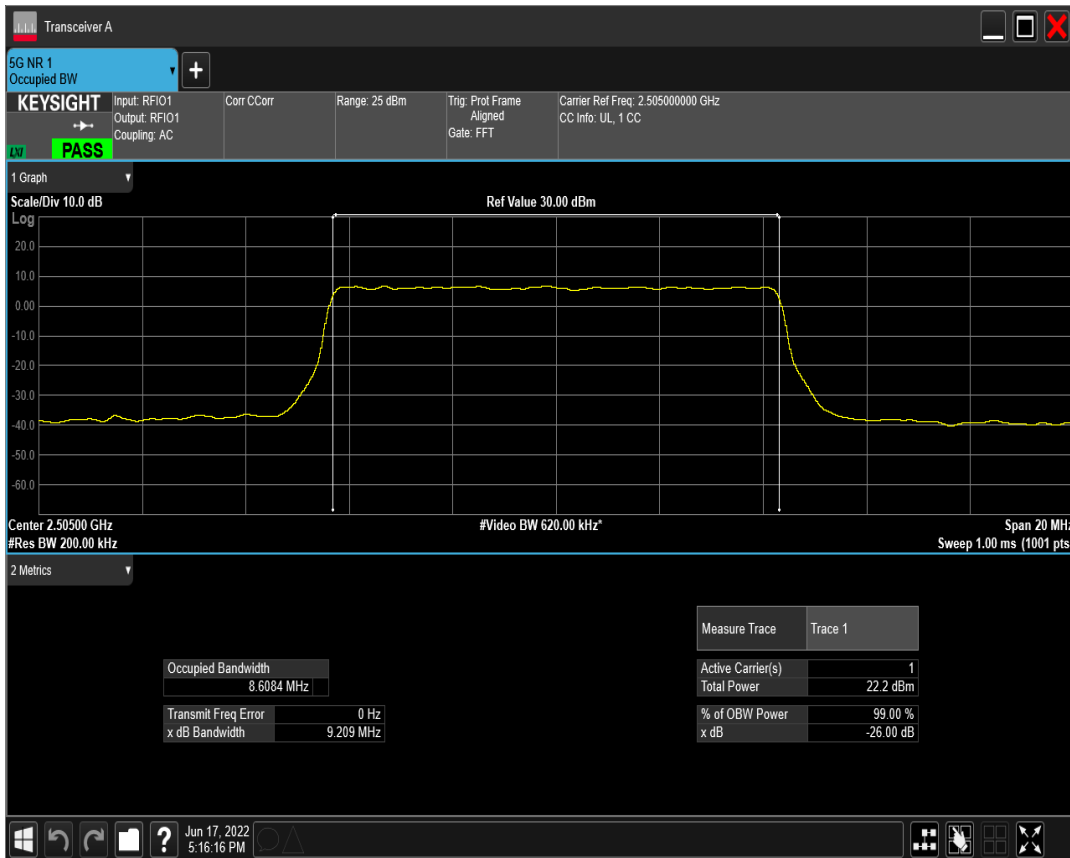 Transceiver A
5G NR 1
Occupied BW
KEYSIGHT
LXI
PASS
Input: RFIO1
Output: RFIO1
Coupling: AC
Corr CCorr
Range: 25 dBm
Trig: Prot Frame
Aligned
Gate: FFT
Carrier Ref Freq: 2.505000000 GHz
CC Info: UL, 1 CC
1 Graph
Scale/Div 10.0 dB
Ref Value 30.00 dBm
Log
20.0
10.0
0.00
-10.0
-20.0
-30.0
-40.0
-50.0
-60.0
Center 2.50500 GHz
#Video BW 620.00 kHz*
Span 20 MHz
#Res BW 200.00 kHz
Sweep 1.00 ms (1001 pts
2 Metrics
Measure Trace Trace 1
Occupied Bandwidth
8.6084 MHz
Active Carrier(s) 1
Total Power 22.2 dBm
Transmit Freq Error 0 Hz
x dB Bandwidth 9.209 MHz
% of OBW Power 99.00 %
x dB -26.00 dB
?
Jun 17, 2022
5:16:16 PM